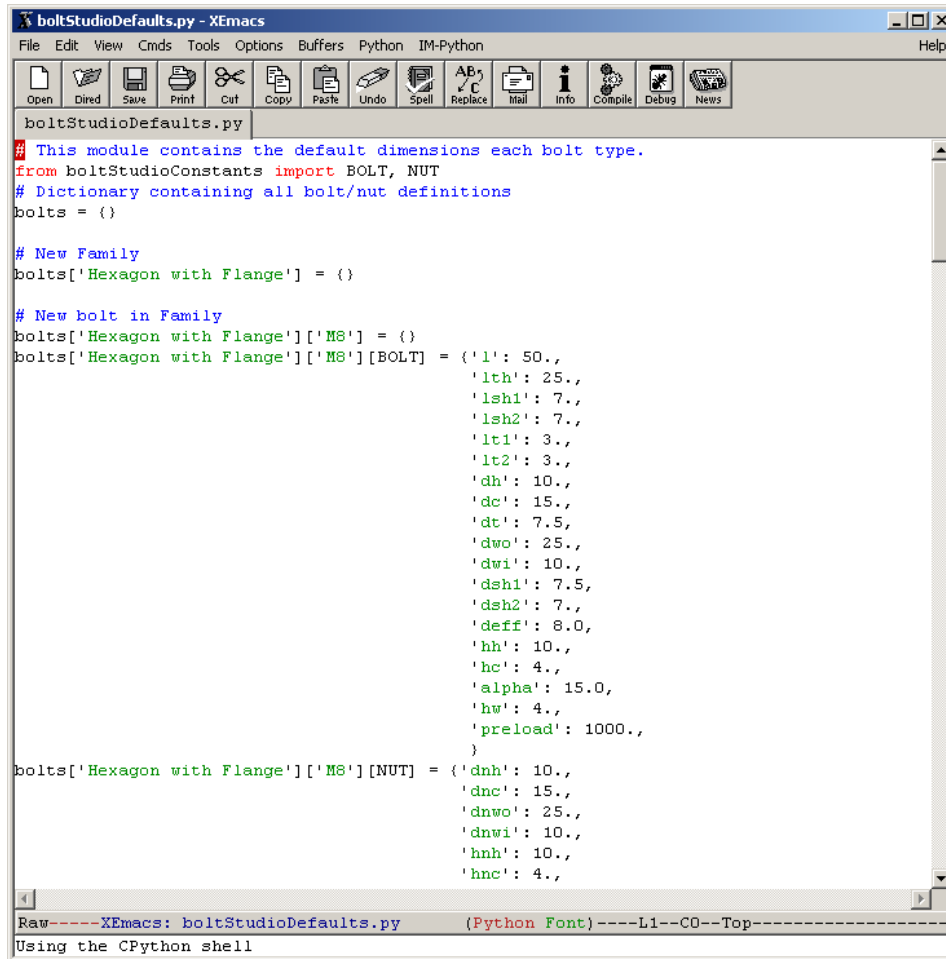 boltStudioDefaults.py - XEmacs
File Edit View Cmds Tools Options Buffers Python IM-Python Help
Open Dired Save Print Cut Copy Paste Undo Spell Replace Mail Info Compile Debug News
boltStudioDefaults.py
# This module contains the default dimensions each bolt type.
from boltStudioConstants import BOLT, NUT
# Dictionary containing all bolt/nut definitions
bolts = {}
# New Family
bolts['Hexagon with Flange'] = {}
# New bolt in Family
bolts['Hexagon with Flange']['M8'] = {}
bolts['Hexagon with Flange']['M8'][BOLT] = {'l': 50.,
'lth': 25.,
'lsh1': 7.,
'lsh2': 7.,
'lt1': 3.,
'lt2': 3.,
'dh': 10.,
'dc': 15.,
'dt': 7.5,
'dwo': 25.,
'dwi': 10.,
'dsh1': 7.5,
'dsh2': 7.,
'deff': 8.0,
'hh': 10.,
'hc': 4.,
'alpha': 15.0,
'hw': 4.,
'preload': 1000.,
}
bolts['Hexagon with Flange']['M8'][NUT] = {'dnh': 10.,
'dnc': 15.,
'dnwo': 25.,
'dnwi': 10.,
'hnh': 10.,
'hnc': 4.,
Raw-----XEmacs: boltStudioDefaults.py (Python Font)----L1--C0--Top-------------------
Using the CPython shell